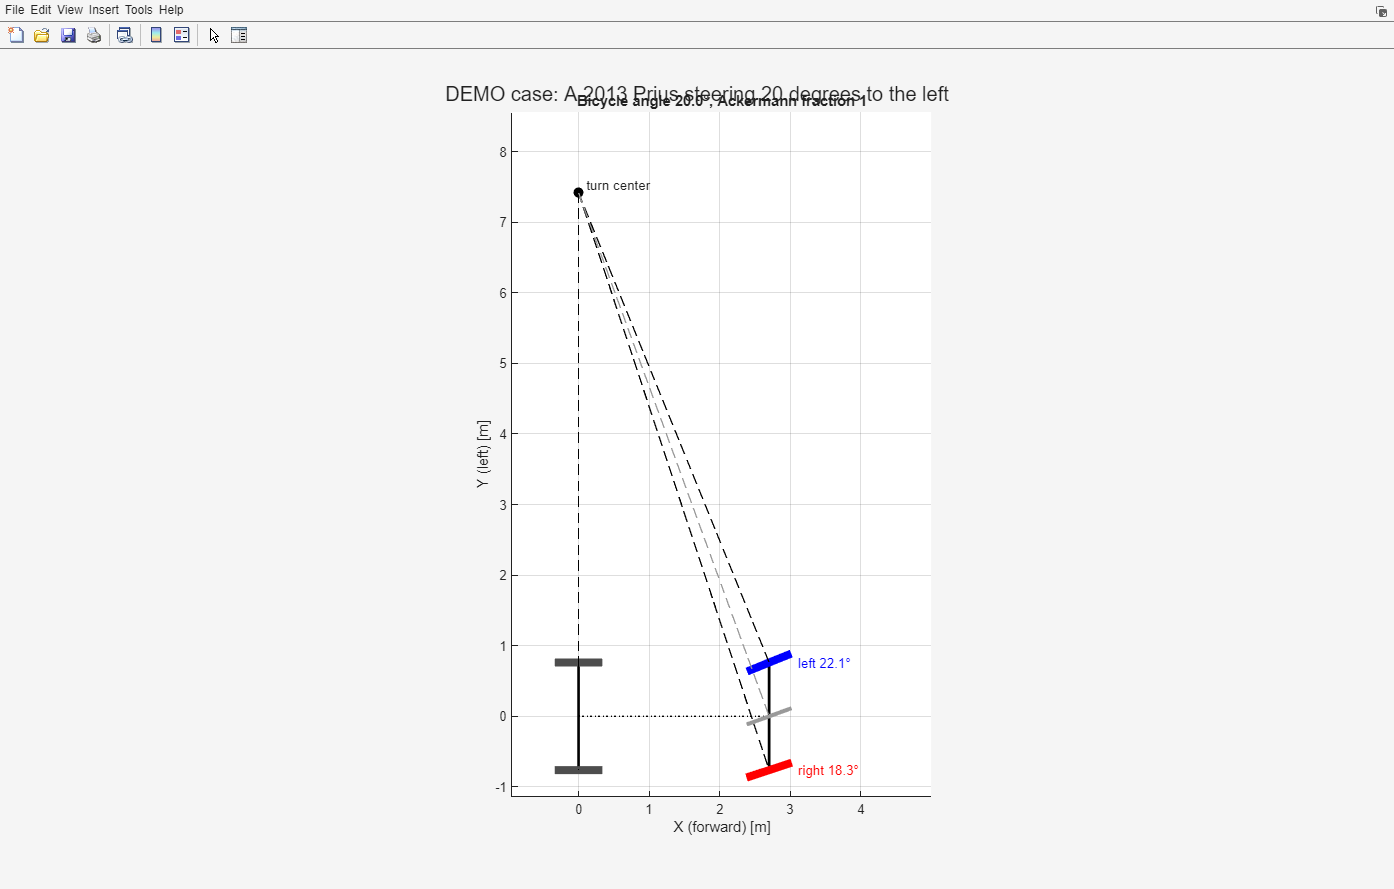 File Edit View Insert Tools Help
DEMO case: A 2013 Prius steering 20 degrees to the left
Bicycle angle 20.0°, Ackermann fraction 1
8
turn center
7
6
5
4
Y (left) [m]
3
2
1
left 22.1°
0
right 18.3°
-1
0 1 2 3 4
X (forward) [m]